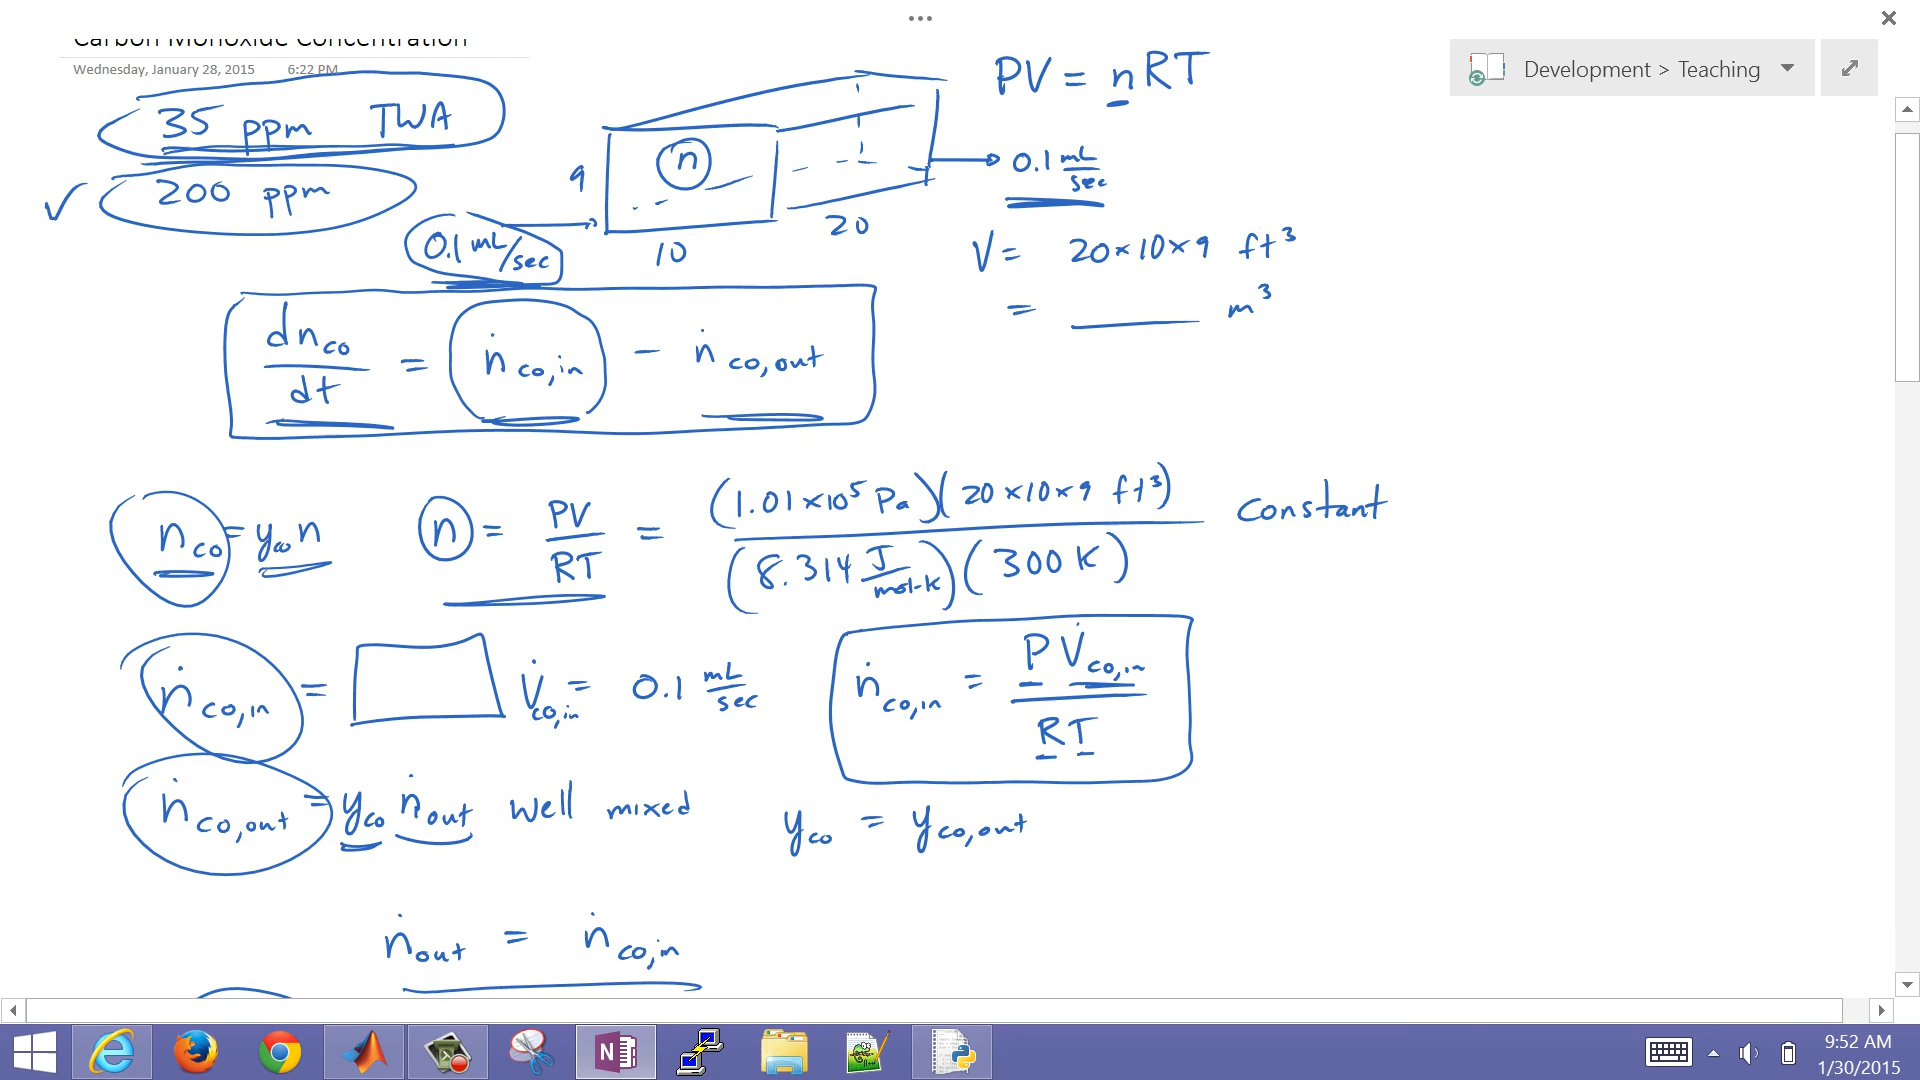 Carbon Monoxide Concentration
Wednesday, January 28, 2015 6:22 PM
Development > Teaching
35 ppm TWA
200 ppm
PV = nRT
n
9
10
20
0.1 mL/sec
0.1 mL/sec
V = 20×10×9 ft³
= ______ m³
dn_co/dt = ṅ_co,in − ṅ_co,out
n_co = y_co n
n = PV/RT = (1.01×10⁵ Pa)(20×10×9 ft³) / (8.314 J/mol-K)(300 K) constant
ṅ_co,in = V̇_co,in = 0.1 mL/sec
ṅ_co,in = P V̇_co,in / RT
ṅ_co,out = y_co ṅ_out well mixed
y_co = y_co,out
ṅ_out = ṅ_co,in
9:52 AM
1/30/2015